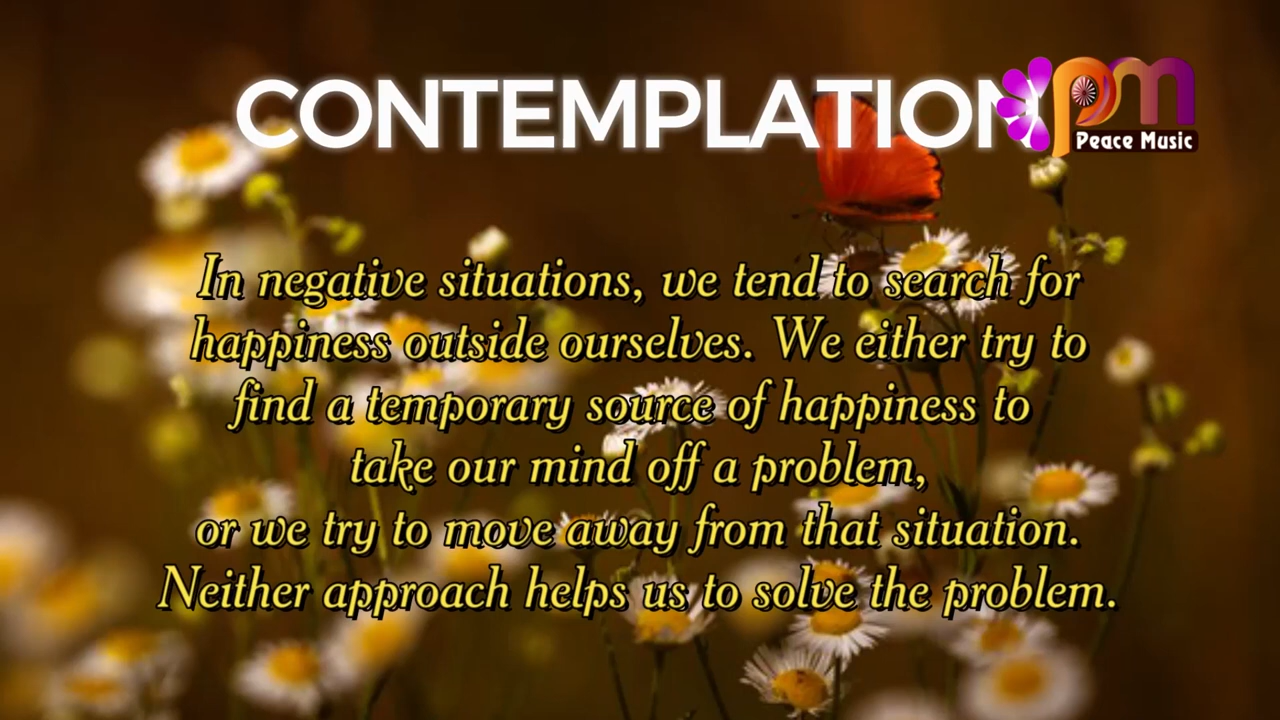 CONTEMPLATION
pm
Peace Music
In negative situations, we tend to search for
happiness outside ourselves. We either try to
find a temporary source of happiness to
take our mind off a problem,
or we try to move away from that situation.
Neither approach helps us to solve the problem.